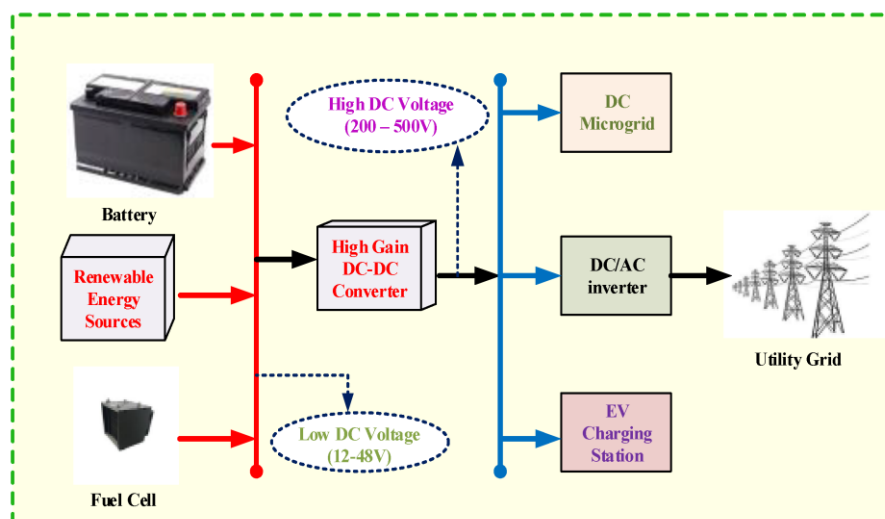 Battery
Renewable
Energy
Sources
Fuel Cell
Low DC Voltage
(12-48V)
High Gain
DC-DC
Converter
High DC Voltage
(200 – 500V)
DC
Microgrid
DC/AC
inverter
EV
Charging
Station
Utility Grid